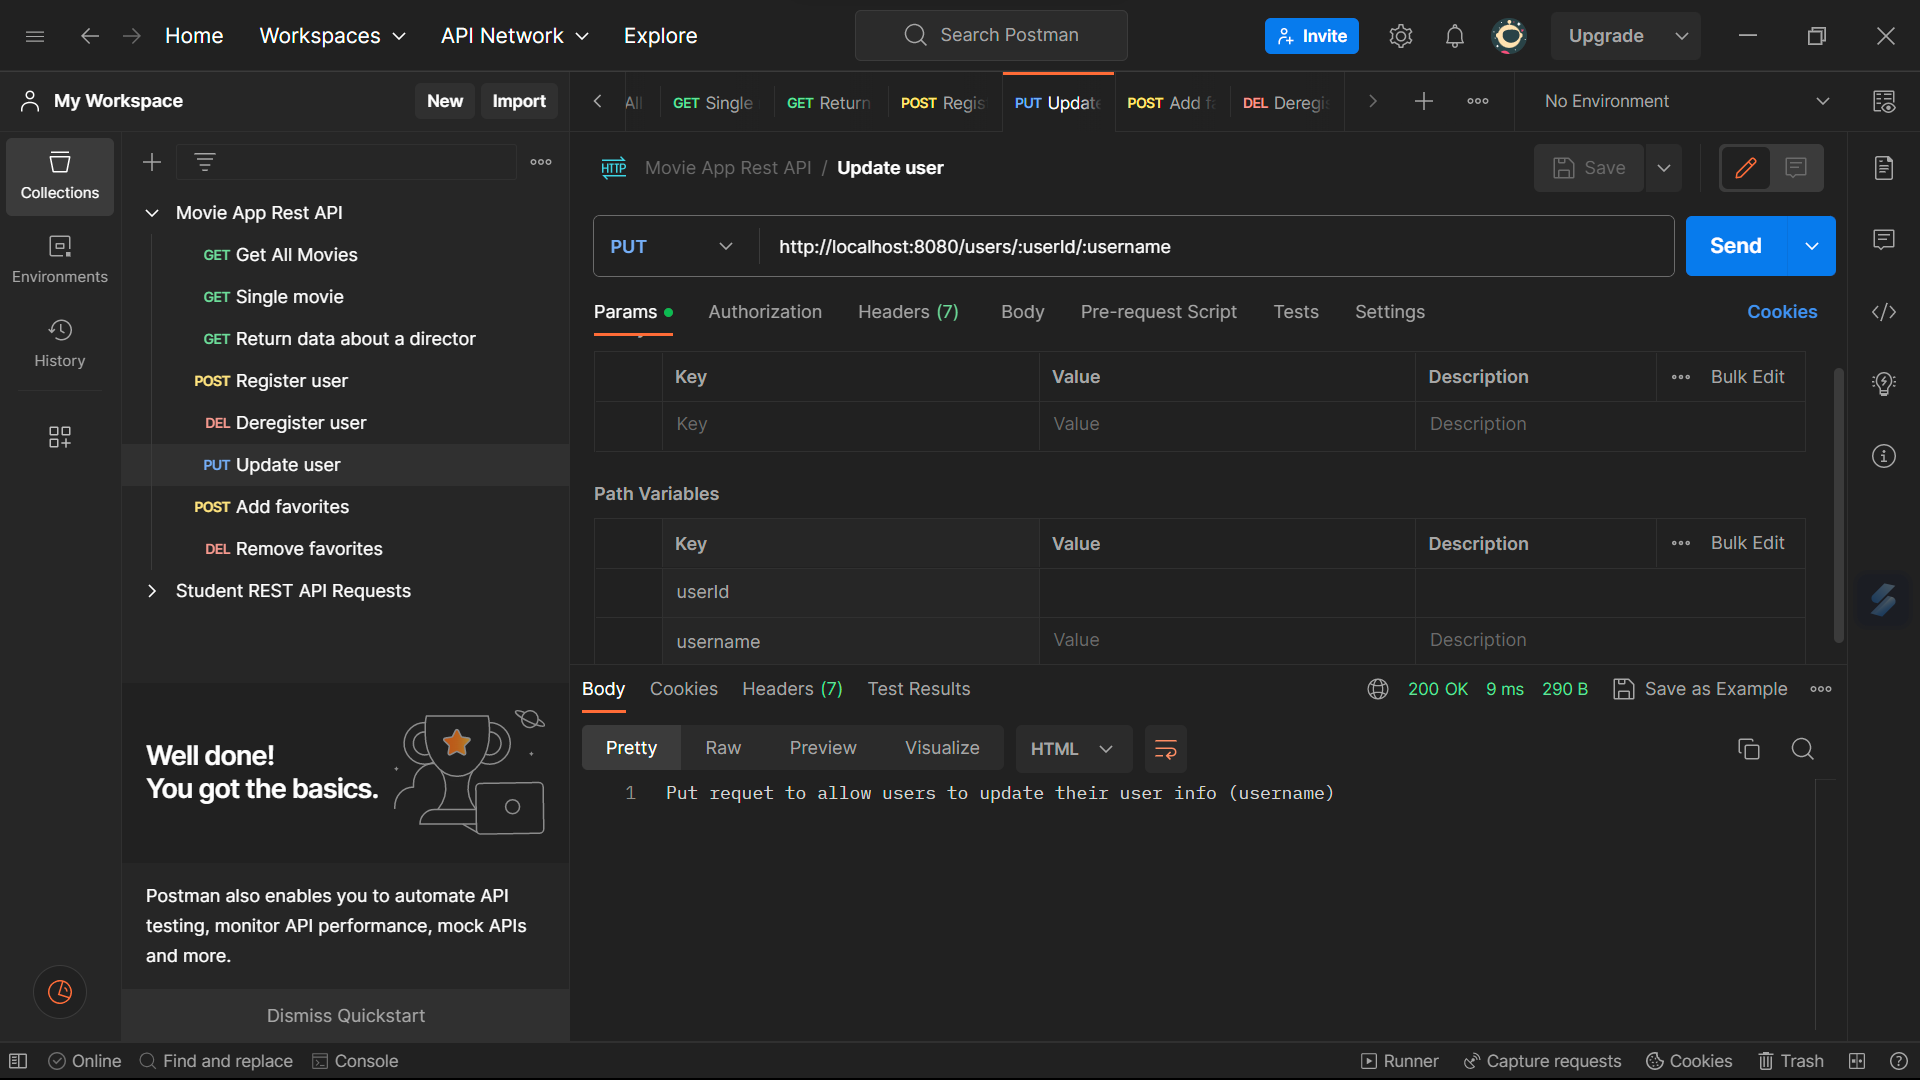 Home
Workspaces
API Network
Explore
Search Postman
Invite
Upgrade
My Workspace
New
Import
All
GET Single
GET Return
POST Regis
PUT Update
POST Add fa
DEL Deregis
No Environment
Collections
Environments
History
Movie App Rest API
GET Get All Movies
GET Single movie
GET Return data about a director
POST Register user
DEL Deregister user
PUT Update user
POST Add favorites
DEL Remove favorites
Student REST API Requests
Well done!
You got the basics.
Postman also enables you to automate API
testing, monitor API performance, mock APIs
and more.
Dismiss Quickstart
HTTP
Movie App Rest API / Update user
Save
PUT
http://localhost:8080/users/:userId/:username
Send
Params
Authorization
Headers (7)
Body
Pre-request Script
Tests
Settings
Cookies
Key
Value
Description
Bulk Edit
Key
Value
Description
Path Variables
Key
Value
Description
Bulk Edit
userId
username
Value
Description
Body
Cookies
Headers (7)
Test Results
200 OK
9 ms
290 B
Save as Example
Pretty
Raw
Preview
Visualize
HTML
1 Put requet to allow users to update their user info (username)
Online
Find and replace
Console
Runner
Capture requests
Cookies
Trash